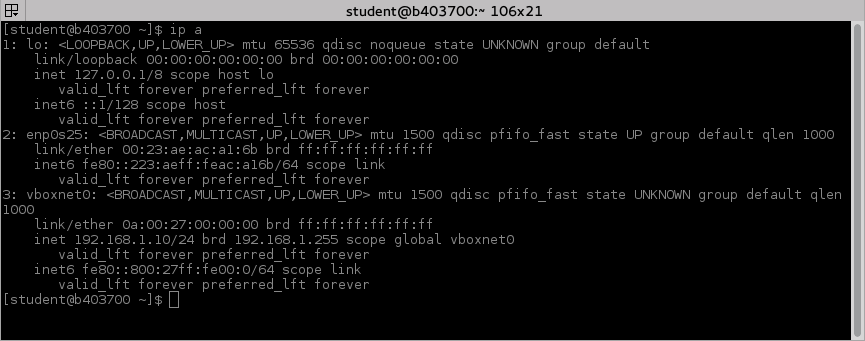 student@b403700:~ 106x21
[student@b403700 ~]$ ip a
1: lo: <LOOPBACK,UP,LOWER_UP> mtu 65536 qdisc noqueue state UNKNOWN group default
    link/loopback 00:00:00:00:00:00 brd 00:00:00:00:00:00
    inet 127.0.0.1/8 scope host lo
       valid_lft forever preferred_lft forever
    inet6 ::1/128 scope host
       valid_lft forever preferred_lft forever
2: enp0s25: <BROADCAST,MULTICAST,UP,LOWER_UP> mtu 1500 qdisc pfifo_fast state UP group default qlen 1000
    link/ether 00:23:ae:ac:a1:6b brd ff:ff:ff:ff:ff:ff
    inet6 fe80::223:aeff:feac:a16b/64 scope link
       valid_lft forever preferred_lft forever
3: vboxnet0: <BROADCAST,MULTICAST,UP,LOWER_UP> mtu 1500 qdisc pfifo_fast state UNKNOWN group default qlen
1000
    link/ether 0a:00:27:00:00:00 brd ff:ff:ff:ff:ff:ff
    inet 192.168.1.10/24 brd 192.168.1.255 scope global vboxnet0
       valid_lft forever preferred_lft forever
    inet6 fe80::800:27ff:fe00:0/64 scope link
       valid_lft forever preferred_lft forever
[student@b403700 ~]$